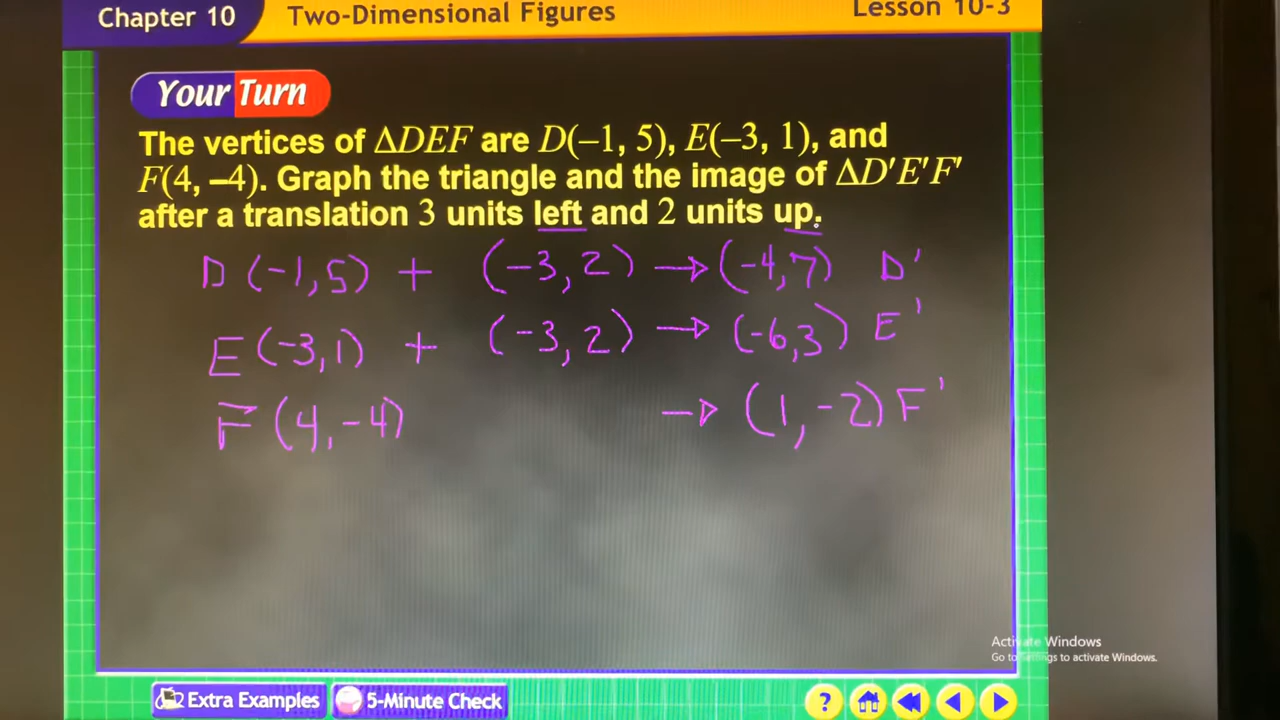 Chapter 10 Two-Dimensional Figures Lesson 10-3
Your Turn
The vertices of ΔDEF are D(–1, 5), E(–3, 1), and
F(4, –4). Graph the triangle and the image of ΔD'E'F'
after a translation 3 units left and 2 units up.
D (-1,5) + (-3,2) → (-4,7) D'
E (-3,1) + (-3,2) → (-6,3) E'
F (4,-4) → (1,-2) F'
Activate Windows
Go to Settings to activate Windows.
2 Extra Examples 5-Minute Check ?